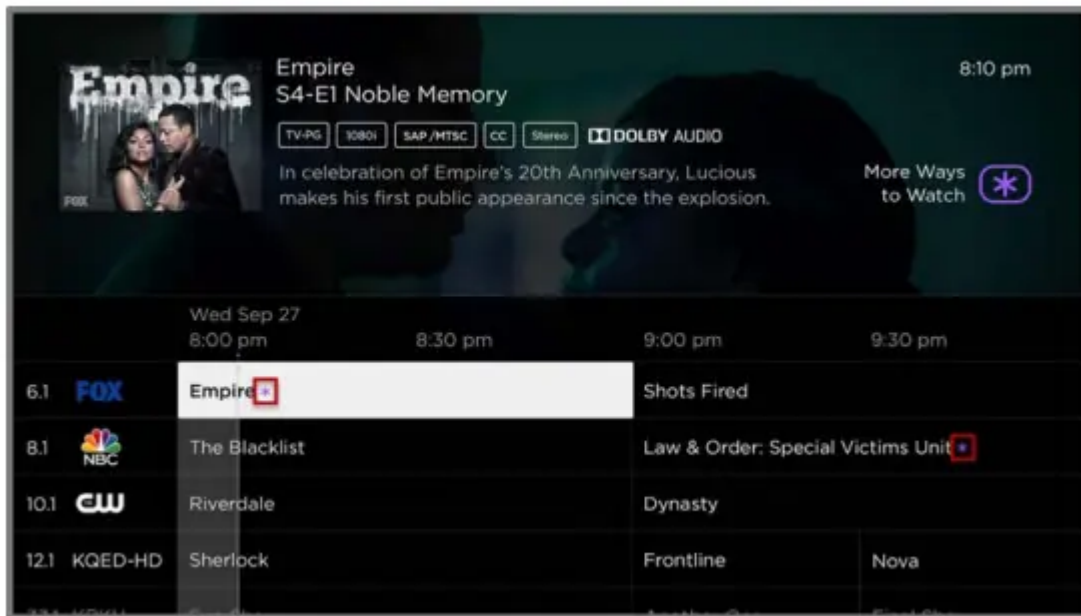 Empire
FOX
Empire
S4-E1 Noble Memory
TV-PG 1080i SAP/MTSC CC Stereo DOLBY AUDIO
In celebration of Empire's 20th Anniversary, Lucious
makes his first public appearance since the explosion.
8:10 pm
More Ways
to Watch *
Wed Sep 27
8:00 pm 8:30 pm 9:00 pm 9:30 pm
6.1 FOX Empire * Shots Fired
8.1 NBC The Blacklist Law & Order: Special Victims Unit *
10.1 CW Riverdale Dynasty
12.1 KQED-HD Sherlock Frontline Nova